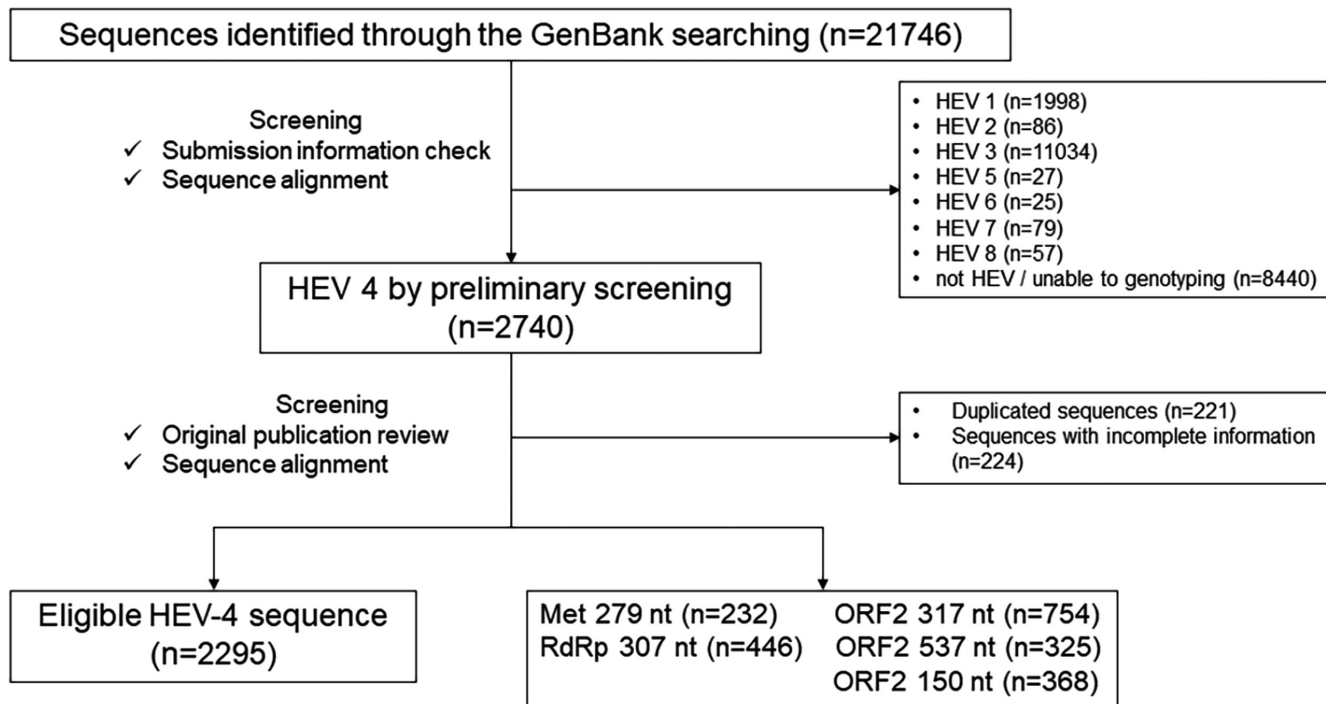 Sequences identified through the GenBank searching (n=21746)
Screening
✓ Submission information check
✓ Sequence alignment
• HEV 1 (n=1998)
• HEV 2 (n=86)
• HEV 3 (n=11034)
• HEV 5 (n=27)
• HEV 6 (n=25)
• HEV 7 (n=79)
• HEV 8 (n=57)
• not HEV / unable to genotyping (n=8440)
HEV 4 by preliminary screening
(n=2740)
Screening
✓ Original publication review
✓ Sequence alignment
• Duplicated sequences (n=221)
• Sequences with incomplete information
(n=224)
Eligible HEV-4 sequence
(n=2295)
Met 279 nt (n=232)
RdRp 307 nt (n=446)
ORF2 317 nt (n=754)
ORF2 537 nt (n=325)
ORF2 150 nt (n=368)